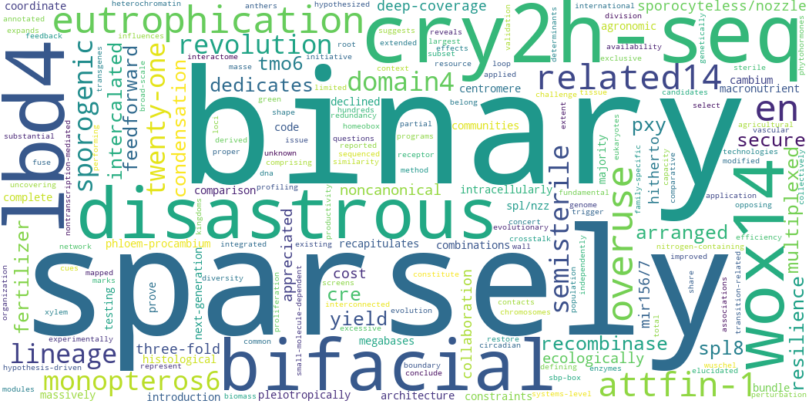 coordinate
heterochromatin
anthers
hypothesized
deep-coverage
international
sporocyteless/nozzle
annotated
expands
eutrophication
cry2h-seq
division
agronomic
feedback
influences
revolution
suggests
reveals
extended
effects
largest
subset
availability
exclusive
sterile
genetically
phytohormone
validation
determinants
lbd4
sporogenic
transgenes
intercalated
feedforward
broad-scale
twenty-one
condensation
interactome
root
en masse
initiative
tmo6
dedicates
context
resource
loop
applied
domain4
centromere
challenge
tissue
related14
cambium
macronutrient
candidates
select
en
agricultural
vascular
secure
binary
green
limited
declined
hundreds
redundancy
homeobox
loci
shape
code
derived
issue
proper
unknown
comprising
dna
partial
questions
programs
reported
sequenced
receptor
similarity
method
belong
communities
extent
eukaryotes
majority
pxy
hitherto
family-specific
capacity
comparative
technologies
modified
application
opposing
multiplexed
collectively
substantial
fuse
nontranscription-mediated
uncovering
complete
comparison
profiling
noncanonical
intracellularly
fundamental
genome
trigger
overuse
arranged
wox14
disastrous
kingdoms
productivity
spl/nzz
concert
evolutionary
crosstalk
wall
semisterile
population
independently
nitrogen-containing
efficiency
fertilizer
network
phloem-procambium
integrated
existing
recapitulates
combinations
mir156/7
improved
share
associations
transition-related
organization
cues
mapped
marks
testing
experimentally
xylem
prove
next-generation
diversity
appreciated
small-molecule-dependent
proliferation
cost
screens
cre
interconnected
yield
excessive
evolution
constitute
collaboration
contacts
chromosomes
restore
circadian
total
sparsely
lineage
three-fold
histological
hypothesis-driven
represent
common
megabases
boundary
conclude
defining
enzymes
sbp-box
recombinase
ecologically
spl8
elucidated
wuschel
resilience
modules
monopteros6
massively
introduction
biomass
bifacial
pleiotropically
architecture
constraints
systems-level
attfin-1
bundle
perturbation